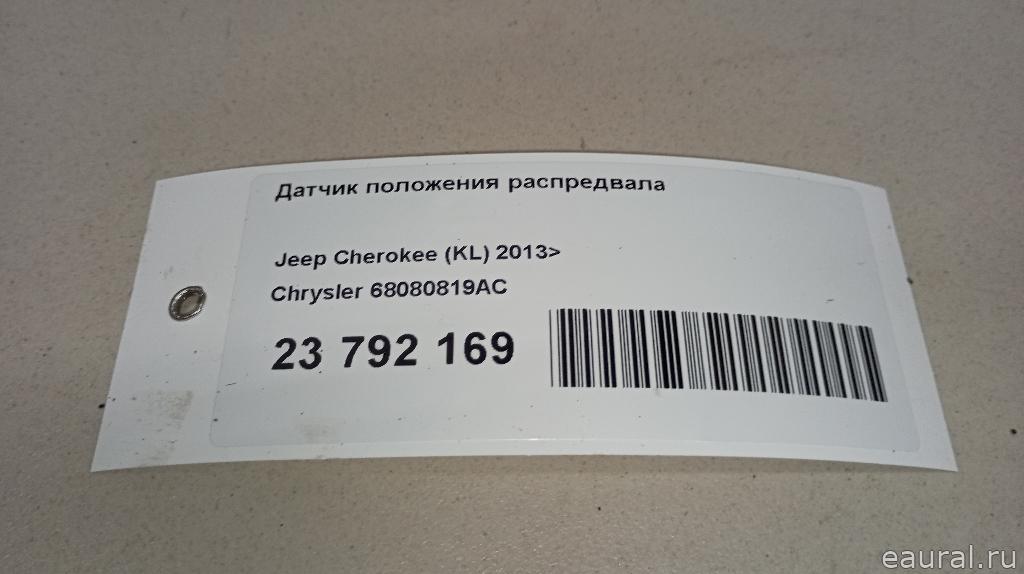 Датчик положения распредвала
Jeep Cherokee (KL) 2013>
Chrysler 68080819AC
23 792 169
eaural.ru